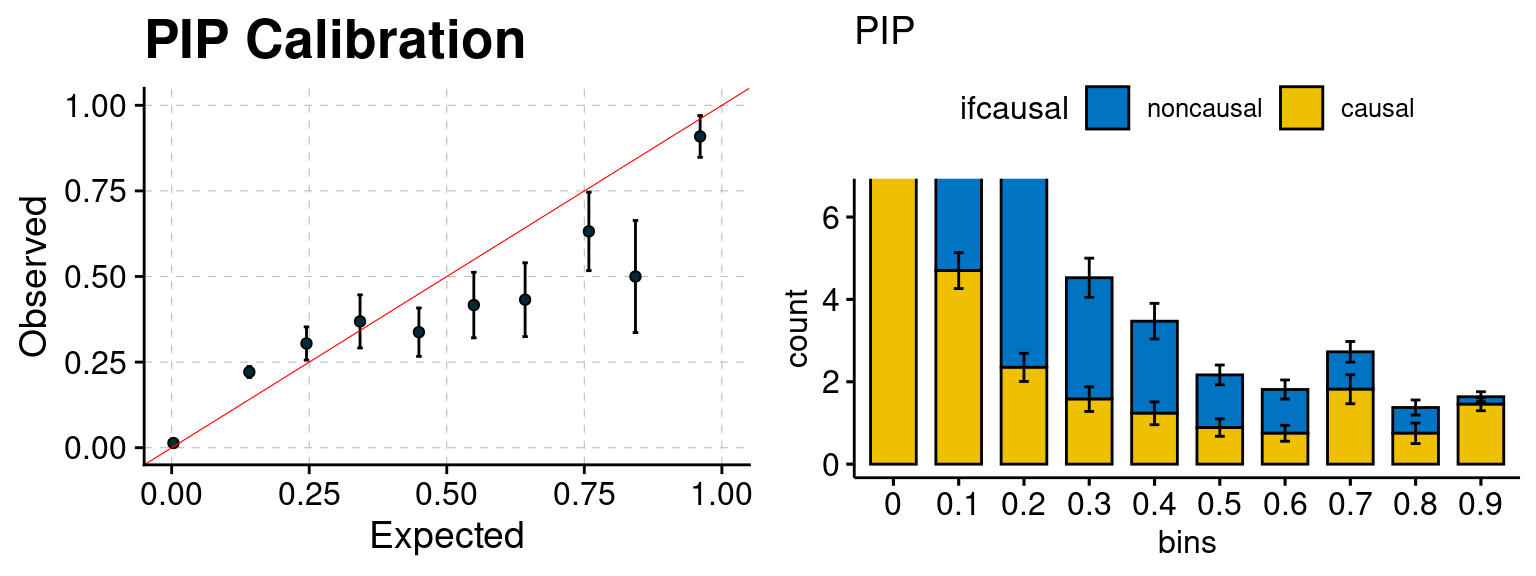 PIP Calibration
1.00
0.75
0.50
0.25
0.00
Observed
0.00 0.25 0.50 0.75 1.00
Expected
PIP
ifcausal noncausal causal
6
4
2
0
count
0 0.1 0.2 0.3 0.4 0.5 0.6 0.7 0.8 0.9
bins